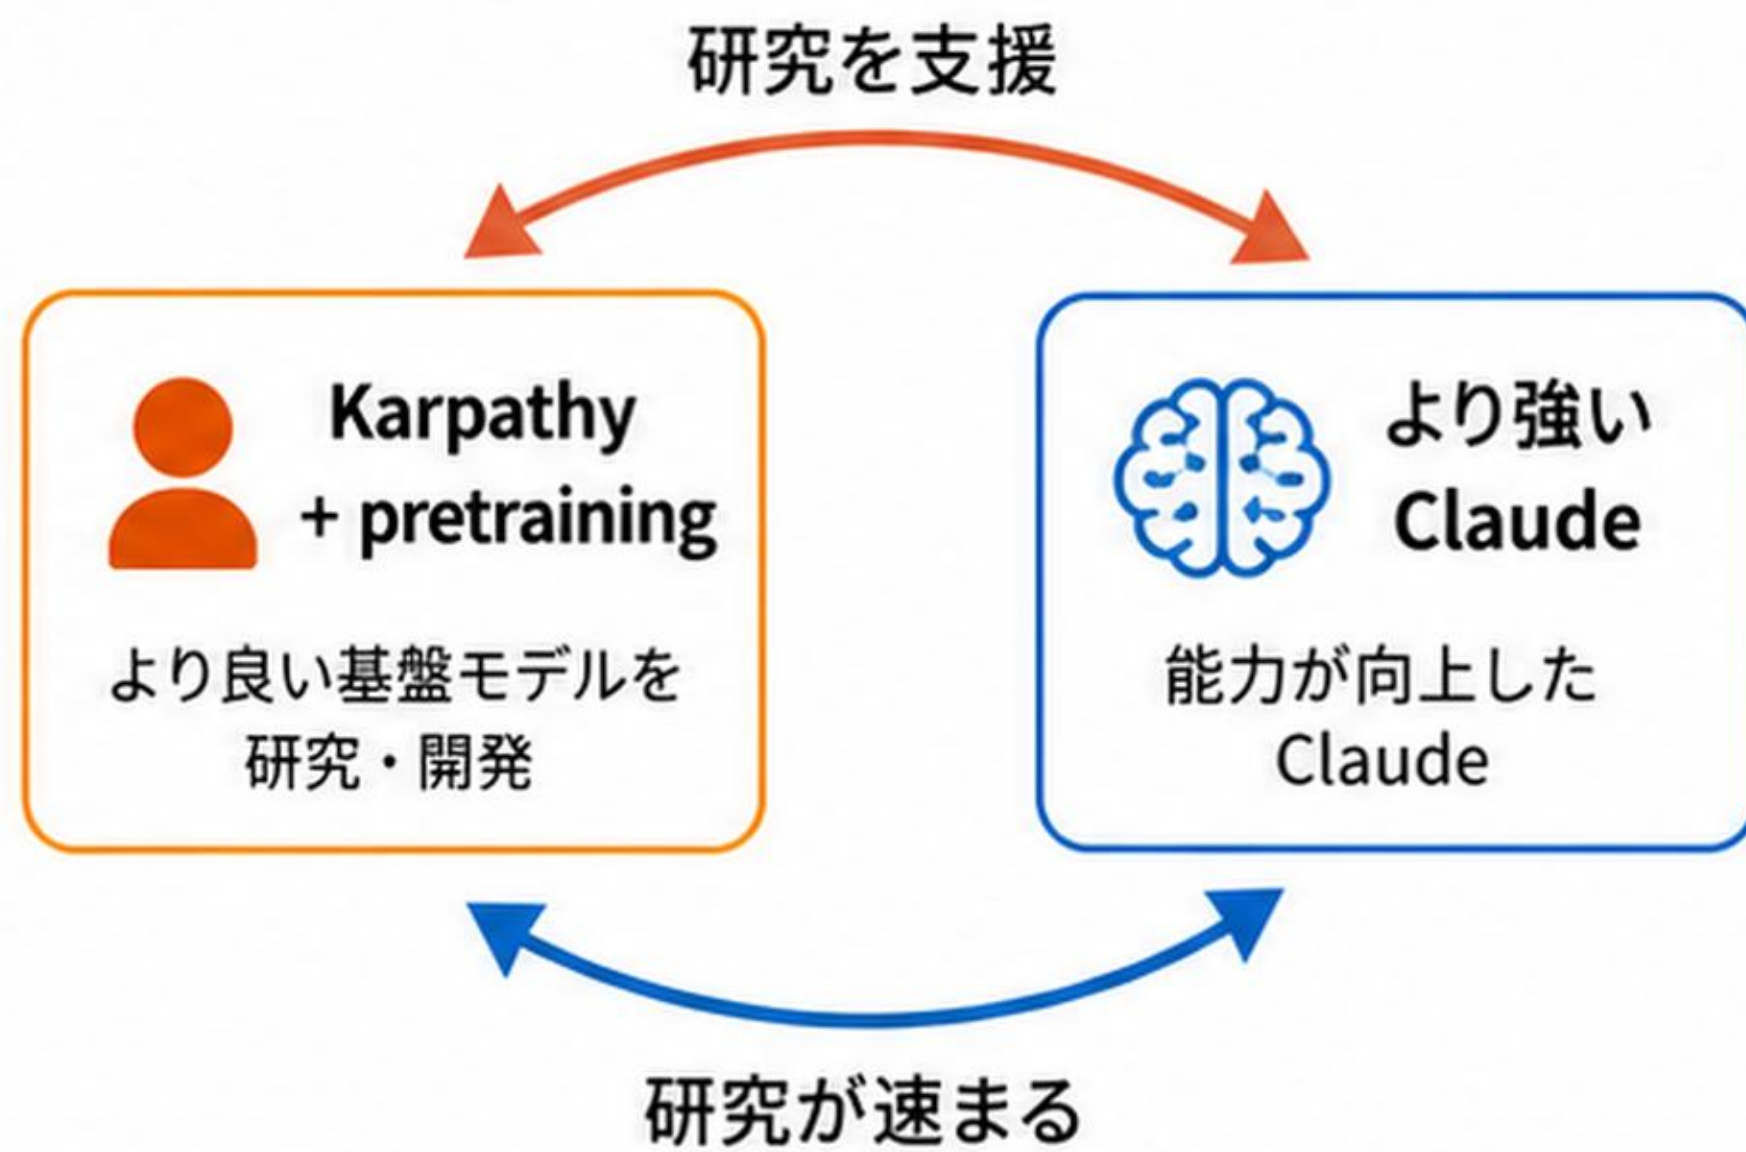 研究を支援
Karpathy
+ pretraining
より良い基盤モデルを
研究・開発
より強い
Claude
能力が向上した
Claude
研究が速まる